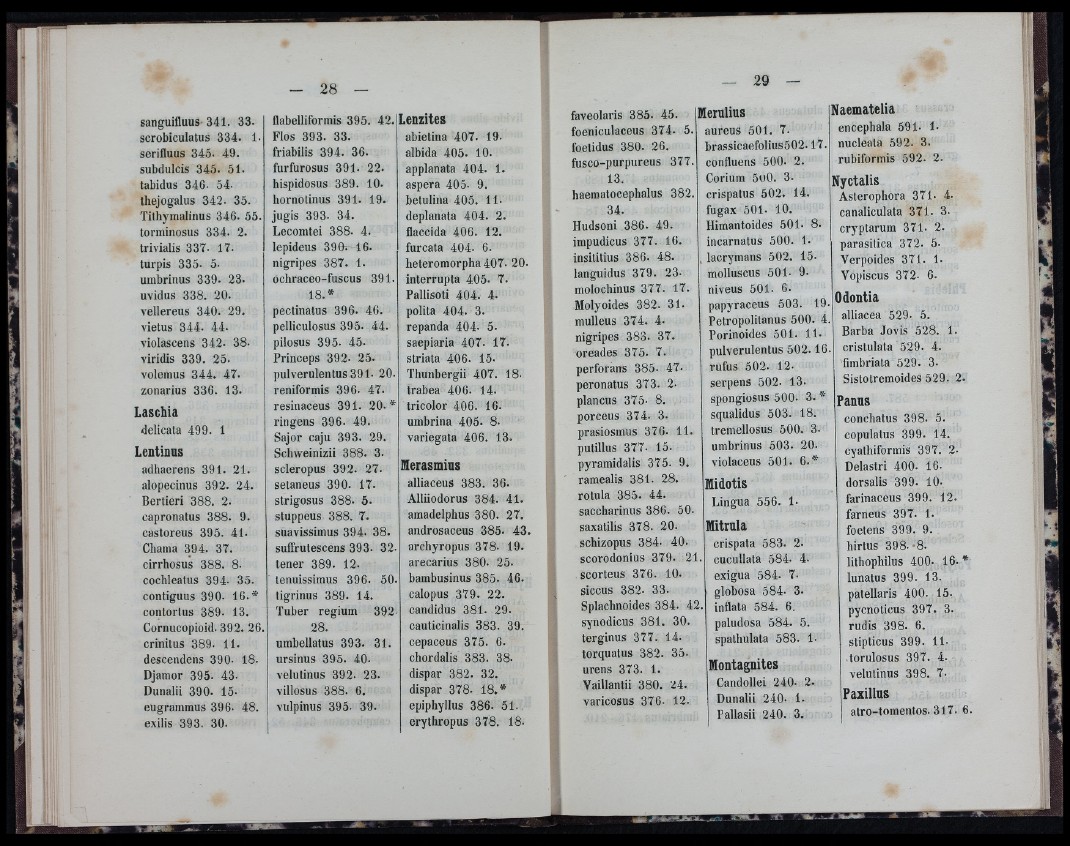 — 28 —
sanguifluus 341. 33.
scrobiculatus 334. 1.
serifluus 345. 49.
subdulcis 345. 51.
tabidus 346. 54.
thejogalus 342. 35.
Tithymalinus 346. 55.
torminosus 334. 2.
trivialis 337. 17.
turpis 335. 5.
umbrinus 339. 23.
uvidus 338. 20.
vellereus 340. 29.
vietus 344. 44.
violascens 342. 38.
viridis 339. 25.
volemus 344. 47.
zonarius 336. 13.
Laschia
delicata 499. 1
Lentinus
adhaerens 391. 21.
alopecinus 392. 24.
Bertieri 388. 2.
capronatus 388. 9.
castoreus 395. 41.
Chama 394. 37.
cirrhosus 388. 8.
cochleatus 394. 35.
contiguus 390. 16.*
contortus 389. 13.
Cornucopioid. 392. 26.
crinitus 389. 11.
descendens 390. 18.
Djamor 395. 43.
Dunalii 390. 15.
eugrammus 396. 48.
exilis 393. 30.
flabelliformis 395. 42.
Flos 393. 33.
friabilis 394. 36.
furfurosus 391. 22.
hispidosus 389. 10.
hornotinus 391. 19.
jugis 393. 34.
Lecomtei 388. 4.
lepideus 390. 16.
nigripes 387. 1.
ochraceo-fuscus 391.
18.*
pectinatus 396. 46.
pelliculosus 395. 44.
pilosus 395. 45.
Princeps 392. 25.
pulverulentus 391. 20.
reniformis 396. 47.
resinaceus 391. 20.*
ringens 396. 49.
Sajor caju 393. 29.
Schweinizii 388. 3.
scleropus 392. 27.
setaneus 390. 17.
strigosus 388. 5.
stuppeus 388. 7.
suavissimus 394. 38.
suffrutescens 393. 32.
tener 389. 12.
tenuissimus 396. 50.
tigrinus 389. 14.
Tuber regium 392
28.
umbellatus 393. 31.
ursinus 395. 40.
velutinus 392. 23.
villosus 388. 6.
vulpinus 395. 39.
Lenzites
abietina 407. 19.
albida 405. 10.
applanata 404. 1.
aspera 405. 9.
betulina 405. 11.
deplanata 404. 2.
flaccida 406. 12.
furcata 404. 6.
heteromorpha 407. 20.
interrupta 405. 7.
Pallisoti 404. 4.
polita 404. 3.
repanda 404. 5.
saepiaria 407. 17.
striata 406. 15.
Thunbergii 407. 18.
trabea 406. 14.
tricolor 406. 16.
umbrina 405. 8.
variegata 406. 13.
Merasmius
alliaceus 383. 36.
Alliiodorus 384. 41.
amadelphus 380. 27.
androsaceus 385. 43.
archyropus 378. 19.
arecarius 380. 25.
bambusinus 385. 46.
calopus 379. 22.
candidus 381. 29.
cauticinalis 383. 39.
cepaceus 375. 6.
chordalis 383. 38.
dispar 382. 32.
dispar 378. 18.*
epiphyllus 386. 51.
erythropus 378. 18.
— 29 —
faveolaris 385. 45.
foeniculaceus 374. 5.
foetidus 380. 26.
fusco-purpureus 377.
13.
haematocephalus 382.
34.
Hudsoni 386. 49.
impudicus 377. 16.
insititius 386. 48.
languidus 379. 23.
molochinus 377. 17.
Molyoides 382. 31.
mulleus 374. 4.
nigripes 383. 37.
oreades 375. 7.
perforans 385. 47.
peronatus 373. 2.
plancus 375. 8.
porceus 374. 3.
prasiosmus 376. 11.
putillus 377. 15.
pyramidalis 375. 9.
ramealis 381. 28.
rotula 385. 44.
saccharinus 386. 50.
saxatilis 378. 20.
schizopus 384. 40.
scorodonius 379. 21.
scorteus 376. 10.
siccus 382. 33.
Splachnoides 384. 42.
synodicus 381. 30.
terginus 377. 14.
torquatus 382. 35.
urens 373. 1.
Vaillantii 380. 24.
varicosus 376. 12.
Merulius
aureus 501. 7.
brassicaefolius 502. 17.
confluens 500. 2.
Corium 500. 3.
crispatus 502. 14.
fugax 501. 10.
Himantoides 501. 8.
incarnatus 500. 1.
lacrymans 502. 15.
molluscus 501. 9.
niveus 501. 6.
papyraceus 503. 19.
Petropolitanus 500. 4.
Porinoides 501. 11.
pulverulentus 502. 16.
rufus 502. 12.
serpens 502. 13.
spongiosus 500. 3.*
squalidus 503. 18.
tremellosus 500. 3.
umbrinus 503. 20.
violaceus 501. 6.*
Midotis
Lingua 556. 1.
Mitrula
crispata 583. 2.
cucullata 584. 4.
exigua 584. 7.
globosa 584. 3.
inflata 584. 6.
paludosa 584. 5.
spathulata 583. 1.
Montagnites
Candollei 240. 2.
Dunalii 240. 1.
Pallasii 240. 3.
Naematelia
encephala 591. 1.
nucleata 592. 3.
rubiformis 592. 2.
Nyctalis
Asterophora 371. 4.
canaliculata 371. 3.
cryptarum 371. 2.
parasitica 372. 5.
Verpoides 371. 1.
Vopiscus 372. 6.
Odontia
alliacea 529. 5.
Barba Jovis 528. 1.
cristulata 529. 4.
fimbriata 529. 3.
Sistotremoides 529. 2.
Panus
conchatus 398. 5.
copulatus 399. 14.
cyathiformis 397. 2.
Delastri 400. 16.
dorsalis 399. 10.
farinaceus 399. 12.
farneus 397. 1.
foetens 399. 9.
hirtus 398. 8.
lithophilus 400. 16.*
lunatus 399. 13.
patellaris 400. 15.
pycnoticus 397. 3.
rudis 398. 6.
stipticus 399. 11.
torulosus 397. 4.
velutinus 398. 7.
Paxillus
atro-tomentos. 317. 6.